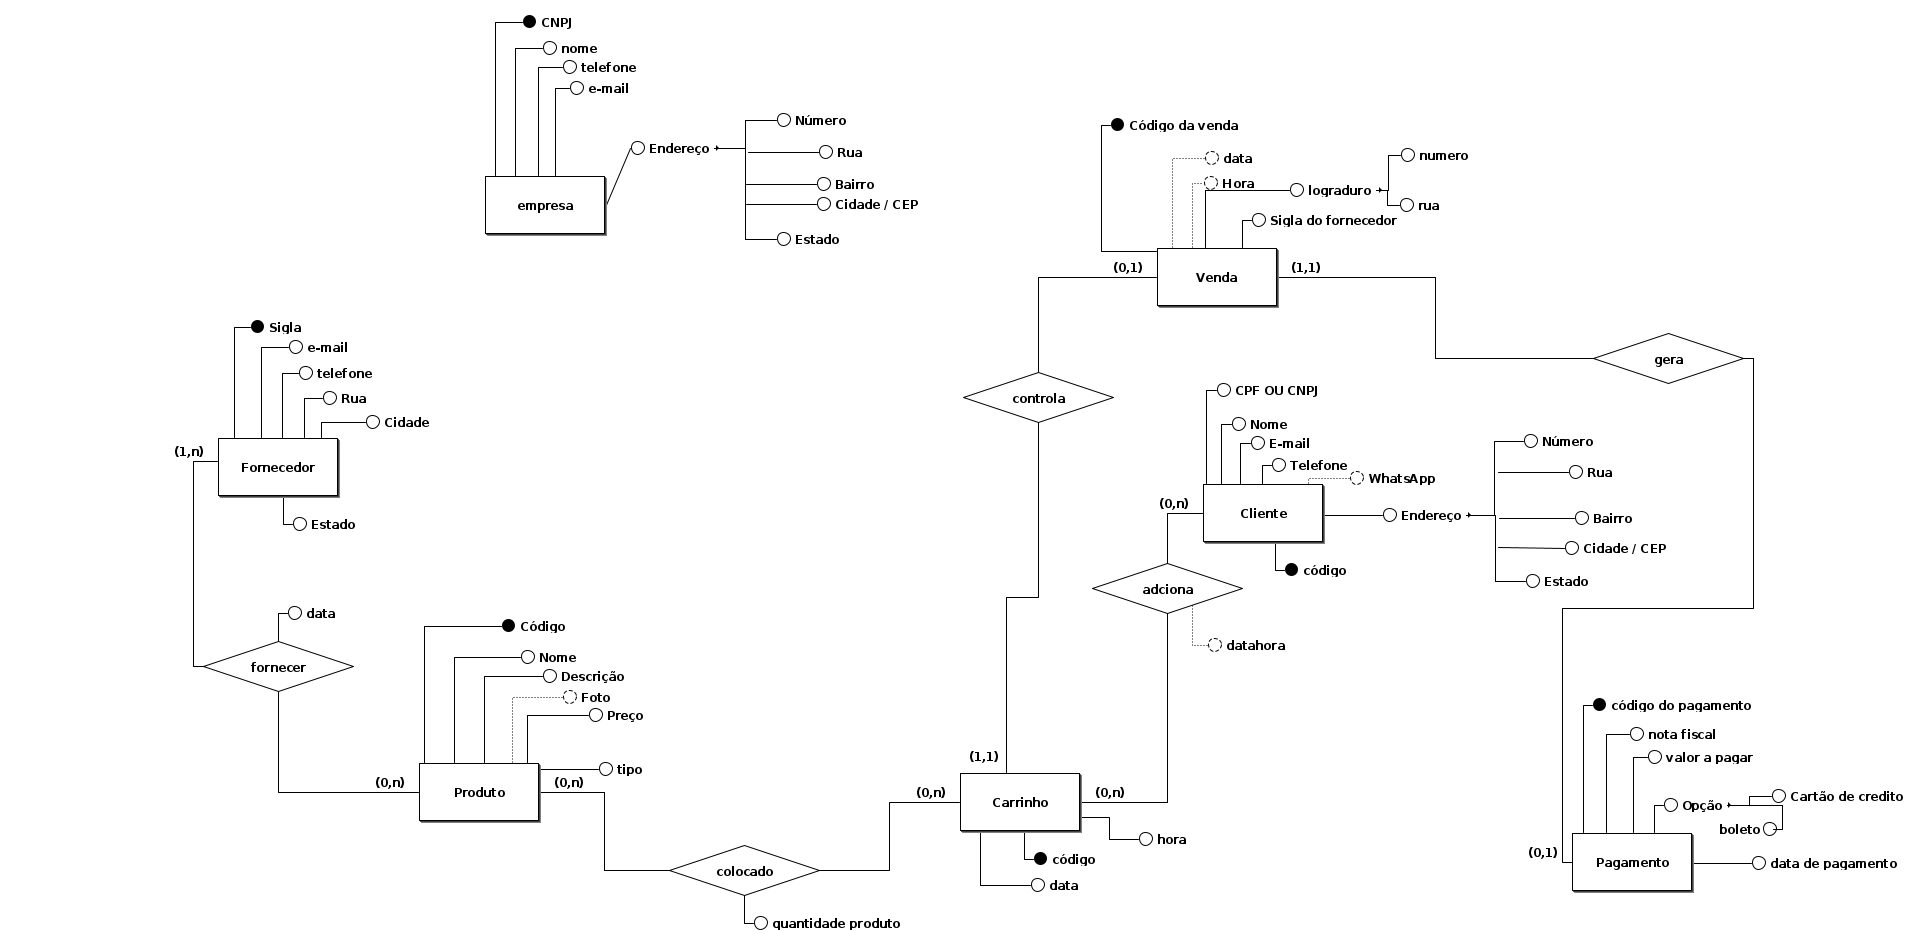 CNPJ
nome
telefone
e-mail
Endereço
Número
Rua
Bairro
Cidade / CEP
Estado
empresa
Código da venda
data
Hora
lograduro
numero
rua
Sigla do fornecedor
(0,1)
Venda
(1,1)
gera
controla
Sigla
e-mail
telefone
Rua
Cidade
(1,n)
Fornecedor
Estado
CPF OU CNPJ
Nome
E-mail
Telefone
WhatsApp
(0,n)
Cliente
Endereço
Número
Rua
Bairro
Cidade / CEP
Estado
código
adciona
datahora
data
fornecer
Código
Nome
Descrição
Foto
Preço
tipo
(0,n)
Produto
(0,n)
colocado
quantidade produto
(1,1)
(0,n)
Carrinho
(0,n)
hora
código
data
código do pagamento
nota fiscal
valor a pagar
Opção
Cartão de credito
boleto
(0,1)
Pagamento
data de pagamento